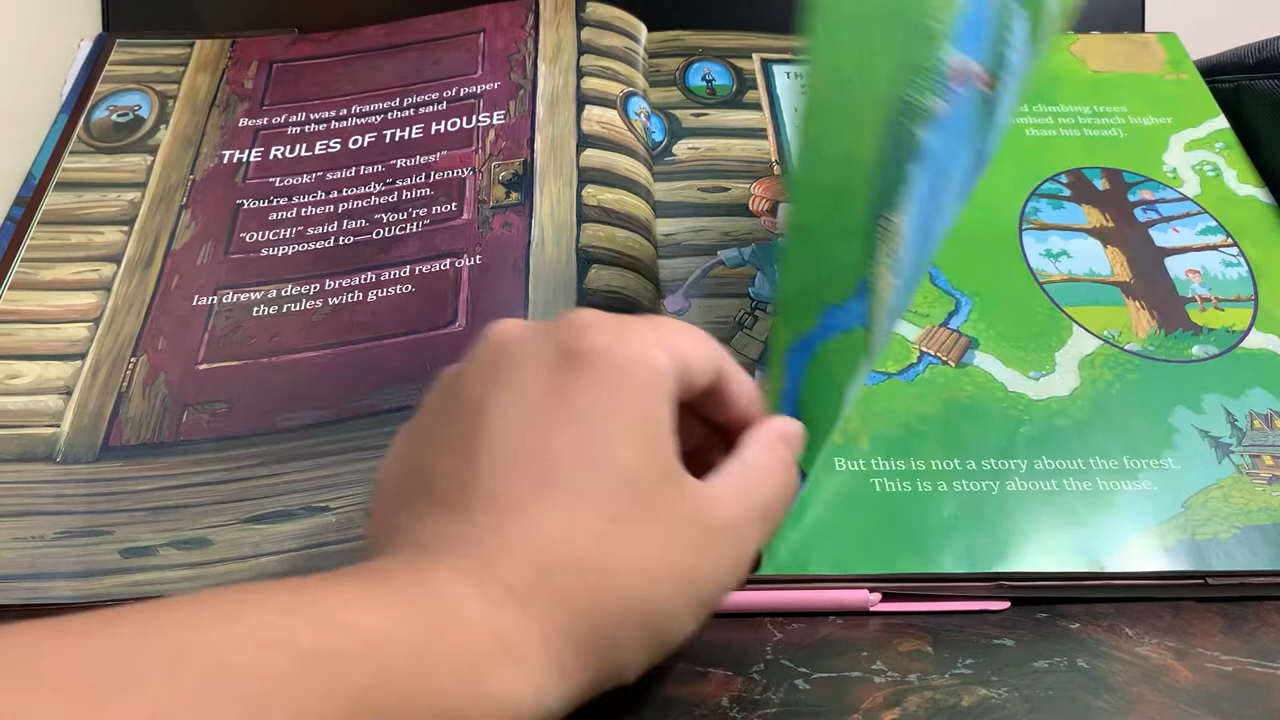 Best of all was a framed piece of paper
in the hallway that said
THE RULES OF THE HOUSE
“Look!” said Ian. “Rules!”
“You’re such a toady,” said Jenny,
and then pinched him.
“OUCH!” said Ian. “You’re not
supposed to—OUCH!”
Ian drew a deep breath and read out
the rules with gusto.
climbing trees
no branch higher
than his head).
But this is not a story about the forest.
This is a story about the house.